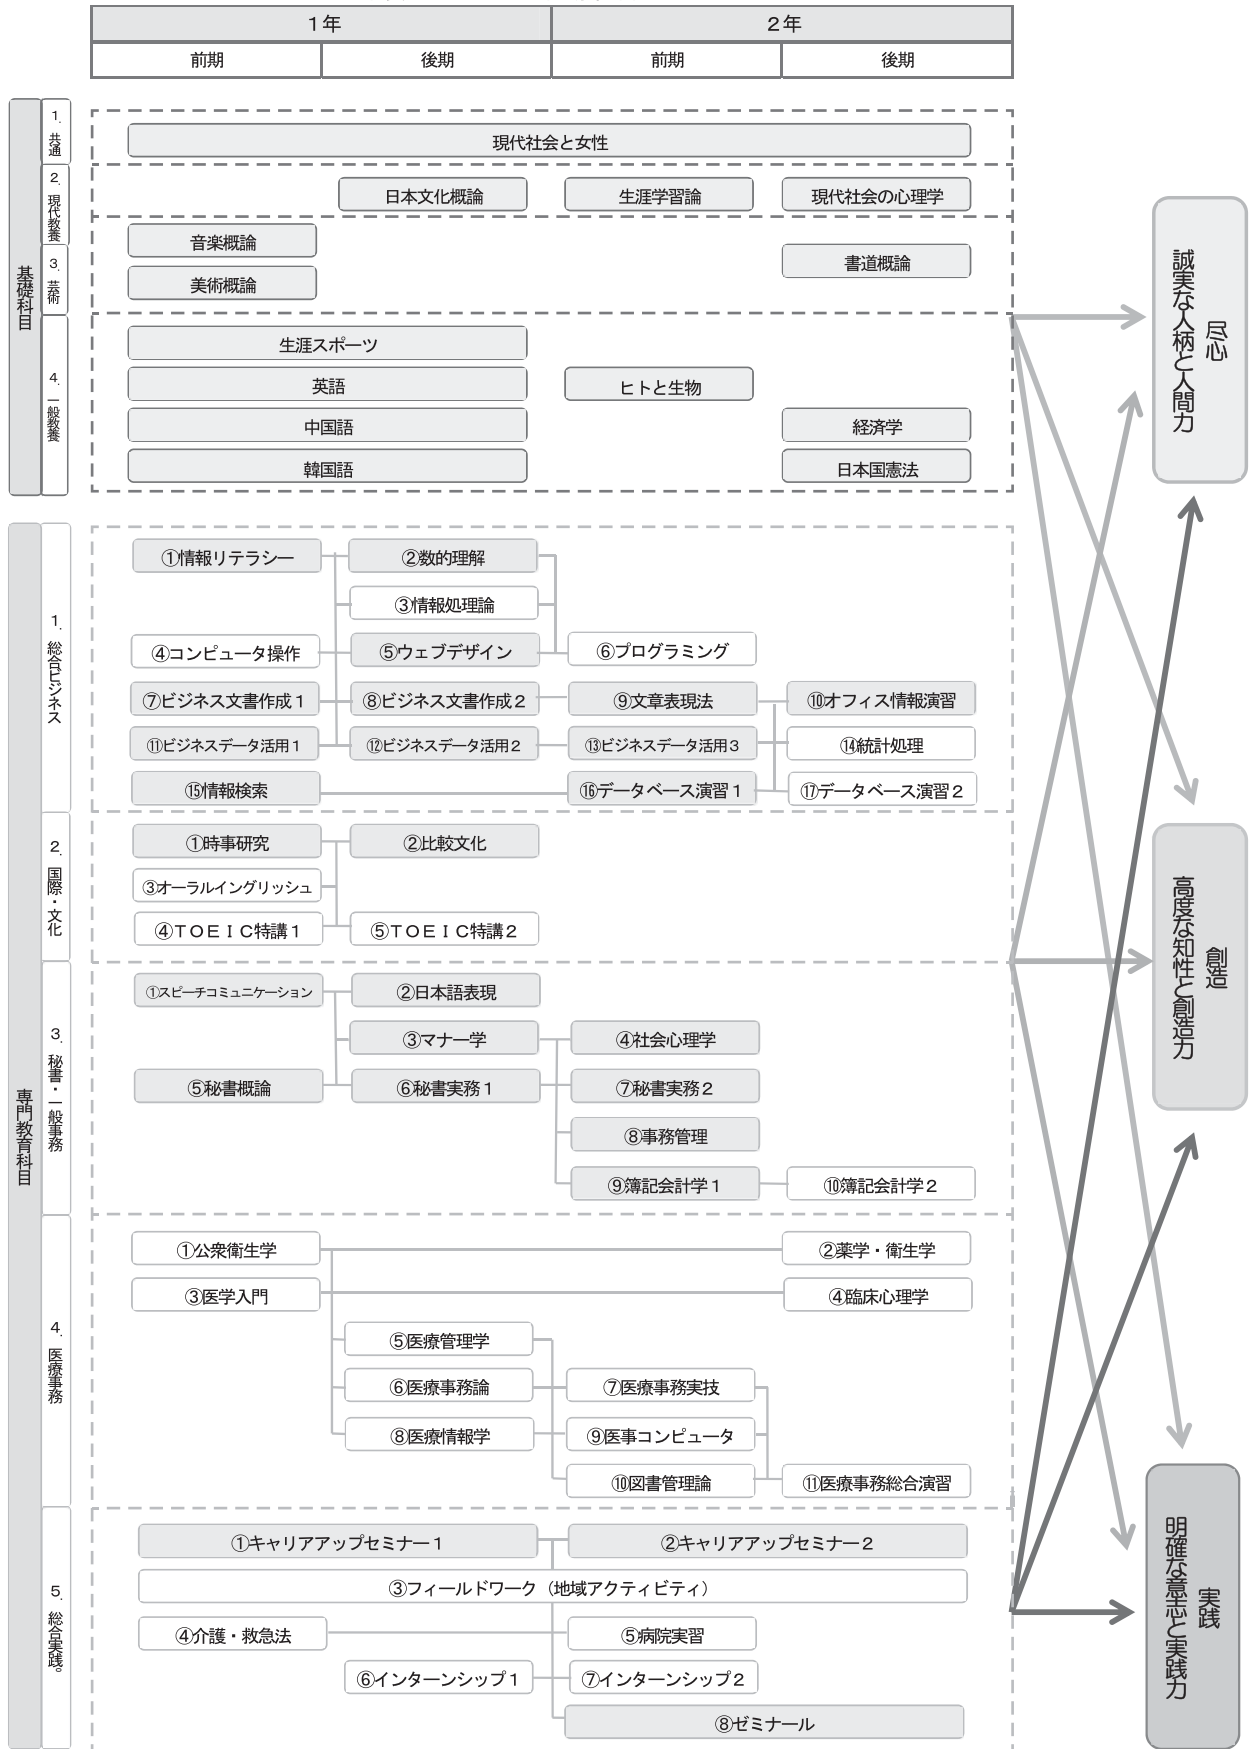 1年
2年
前期
後期
前期
後期
基礎科目
1. 共通
現代社会と女性
2. 現代教養
日本文化概論
生涯学習論
現代社会の心理学
3. 芸術
音楽概論
美術概論
書道概論
4. 一般教養
生涯スポーツ
英語
ヒトと生物
中国語
経済学
韓国語
日本国憲法
専門教育科目
1. 総合ビジネス
①情報リテラシー
②数的理解
③情報処理論
④コンピュータ操作
⑤ウェブデザイン
⑥プログラミング
⑦ビジネス文書作成1
⑧ビジネス文書作成2
⑨文章表現法
⑩オフィス情報演習
⑪ビジネスデータ活用1
⑫ビジネスデータ活用2
⑬ビジネスデータ活用3
⑭統計処理
⑮情報検索
⑯データベース演習1
⑰データベース演習2
2. 国際・文化
①時事研究
②比較文化
③オーラルイングリッシュ
④TOEIC特講1
⑤TOEIC特講2
3. 秘書・一般事務
①スピーチコミュニケーション
②日本語表現
③マナー学
④社会心理学
⑤秘書概論
⑥秘書実務1
⑦秘書実務2
⑧事務管理
⑨簿記会計学1
⑩簿記会計学2
4. 医療事務
①公衆衛生学
②薬学・衛生学
③医学入門
④臨床心理学
⑤医療管理学
⑥医療事務論
⑦医療事務実技
⑧医療情報学
⑨医事コンピュータ
⑩図書管理論
⑪医療事務総合演習
5. 総合実践。
①キャリアアップセミナー1
②キャリアアップセミナー2
③フィールドワーク(地域アクティビティ)
④介護・救急法
⑤病院実習
⑥インターンシップ1
⑦インターンシップ2
⑧ゼミナール
尽心
誠実な人柄と人間力
創造
高度な知性と創造力
実践
明確な意志と実践力